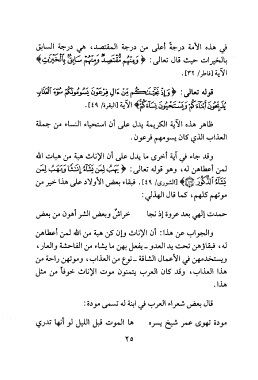 في هذه الأمة درجةً أعلى من درجة المقتصد، هي درجة السابق
بالخيرات حيث قال تعالى: ﴿ وَمِنْهُم مُّقْتَصِدٌ وَمِنْهُمْ سَابِقٌ بِالْخَيْرَاتِ ﴾
الآية [فاطر/ ٣٢].
قوله تعالى: ﴿ وَإِذْ نَجَّيْنَاكُم مِّنْ آلِ فِرْعَوْنَ يَسُومُونَكُمْ سُوءَ الْعَذَابِ
يُذَبِّحُونَ أَبْنَاءَكُمْ وَيَسْتَحْيُونَ نِسَاءَكُمْ ﴾ الآية [البقرة/ ٤٩].
ظاهر هذه الآية الكريمة يدل على أن استحياء النساء من جملة
العذاب الذي كان يسومهم فرعون.
وقد جاء في آية أخرى ما يدل على أن الإناث هبة من هبات الله
لمن أعطاهن له، وهو قوله تعالى: ﴿ يَهَبُ لِمَن يَشَاءُ إِنَاثًا وَيَهَبُ لِمَن
يَشَاءُ الذُّكُورَ ﴾ [الشورى/ ٤٩]. فبقاء بعض الأولاد على هذا خير من
موتهم كلهم، كما قال الهذلي:
حمدت إلهي بعد عروة إذ نجا خراشٌ وبعض الشر أهون من بعض
والجواب عن هذا: أن الإناث وإن كن هبة من الله لمن أعطاهن
له، فبقاؤهن تحت يد العدو ـ يفعل بهن ما يشاء من الفاحشة والعار،
ويستخدمهن في الأعمال الشاقة ـ نوع من العذاب، وموتهن راحة من
هذا العذاب، وقد كان العرب يتمنون موت الإناث خوفاً من مثل
هذا.
قال بعض شعراء العرب في ابنة له تسمى مودة:
مودة تهوى عمر شيخ يسره ها الموت قبل الليل لو أنها تدري
٢٥